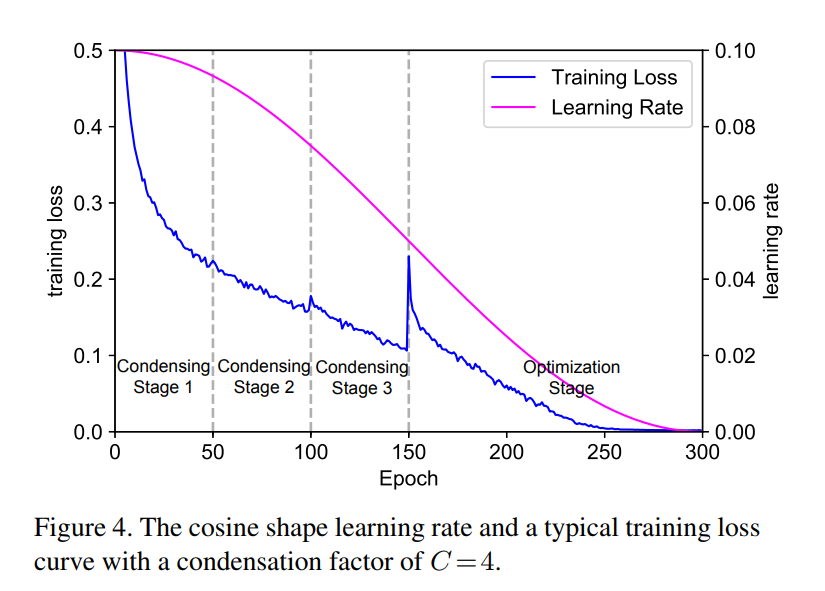 0.5
0.4
0.3
0.2
0.1
0.0
training loss
0.10
0.08
0.06
0.04
0.02
0.00
learning rate
Training Loss
Learning Rate
Condensing
Stage 1
Condensing
Stage 2
Condensing
Stage 3
Optimization
Stage
0 50 100 150 200 250 300
Epoch
Figure 4. The cosine shape learning rate and a typical training loss
curve with a condensation factor of C = 4.